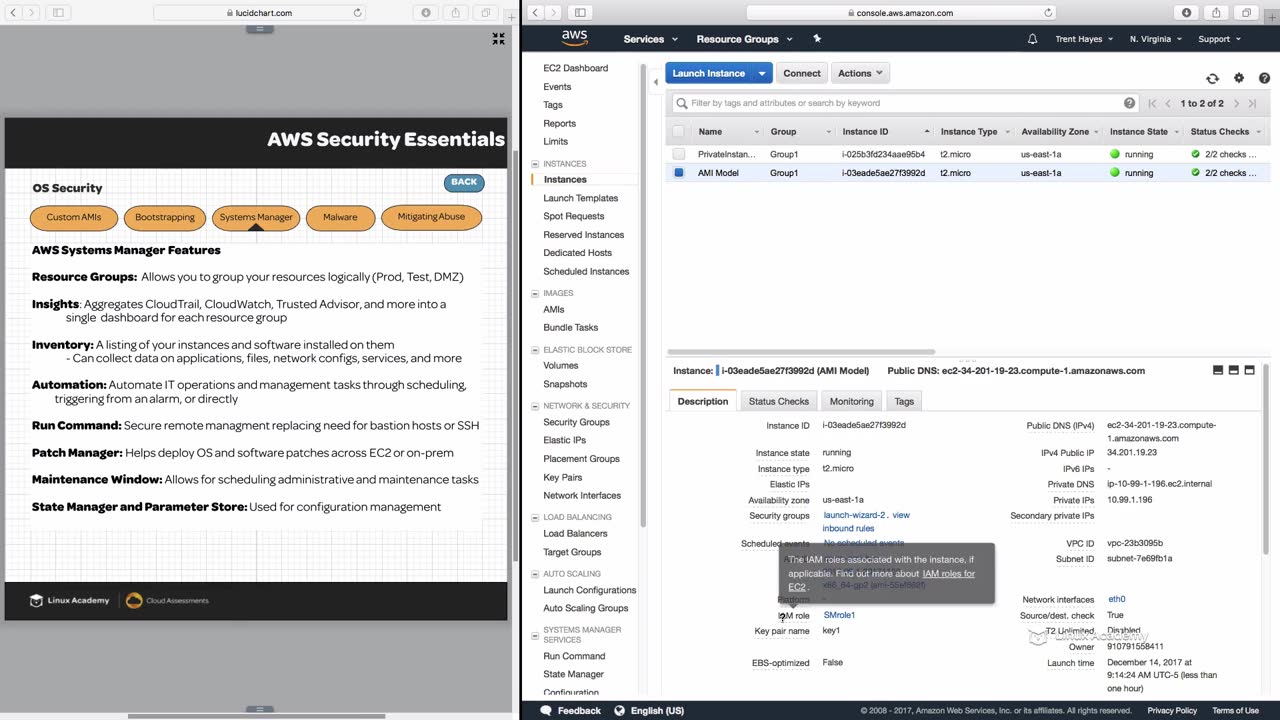 lucidchart.com
AWS Security Essentials
OS Security
BACK
Custom AMIs
Bootstrapping
Systems Manager
Malware
Mitigating Abuse
AWS Systems Manager Features
Resource Groups: Allows you to group your resources logically (Prod, Test, DMZ)
Insights: Aggregates CloudTrail, CloudWatch, Trusted Advisor, and more into a
single dashboard for each resource group
Inventory: A listing of your instances and software installed on them
- Can collect data on applications, files, network configs, services, and more
Automation: Automate IT operations and management tasks through scheduling,
triggering from an alarm, or directly
Run Command: Secure remote managment replacing need for bastion hosts or SSH
Patch Manager: Helps deploy OS and software patches across EC2 or on-prem
Maintenance Window: Allows for scheduling administrative and maintenance tasks
State Manager and Parameter Store: Used for configuration management
Linux Academy
Cloud Assessments
console.aws.amazon.com
aws
Services
Resource Groups
Trent Hayes
N. Virginia
Support
EC2 Dashboard
Events
Tags
Reports
Limits
INSTANCES
Instances
Launch Templates
Spot Requests
Reserved Instances
Dedicated Hosts
Scheduled Instances
IMAGES
AMIs
Bundle Tasks
ELASTIC BLOCK STORE
Volumes
Snapshots
NETWORK & SECURITY
Security Groups
Elastic IPs
Placement Groups
Key Pairs
Network Interfaces
LOAD BALANCING
Load Balancers
Target Groups
AUTO SCALING
Launch Configurations
Auto Scaling Groups
SYSTEMS MANAGER
SERVICES
Run Command
State Manager
Configuration
Launch Instance
Connect
Actions
Filter by tags and attributes or search by keyword
1 to 2 of 2
Name Group Instance ID Instance Type Availability Zone Instance State Status Checks
PrivateInstan... Group1 i-025b3fd234aae95b4 t2.micro us-east-1a running 2/2 checks ...
AMI Model Group1 i-03eade5ae27f3992d t2.micro us-east-1a running 2/2 checks ...
Instance: i-03eade5ae27f3992d (AMI Model) Public DNS: ec2-34-201-19-23.compute-1.amazonaws.com
Description
Status Checks
Monitoring
Tags
Instance ID i-03eade5ae27f3992d
Instance state running
Instance type t2.micro
Elastic IPs
Availability zone us-east-1a
Security groups launch-wizard-2. view
inbound rules
Scheduled events No scheduled events
The IAM roles associated with the instance, if
applicable. Find out more about IAM roles for
EC2.
Platform -
IAM role SMrole1
Key pair name key1
EBS-optimized False
Public DNS (IPv4) ec2-34-201-19-23.compute-
1.amazonaws.com
IPv4 Public IP 34.201.19.23
IPv6 IPs -
Private DNS ip-10-99-1-196.ec2.internal
Private IPs 10.99.1.196
Secondary private IPs
VPC ID vpc-23b3095b
Subnet ID subnet-7e69fb1a
Network interfaces eth0
Source/dest. check True
T2 Unlimited Disabled
Linux Academy
Owner 910791558411
Launch time December 14, 2017 at
9:14:24 AM UTC-5 (less than
one hour)
Feedback
English (US)
© 2008 - 2017, Amazon Web Services, Inc. or its affiliates. All rights reserved.
Privacy Policy
Terms of Use